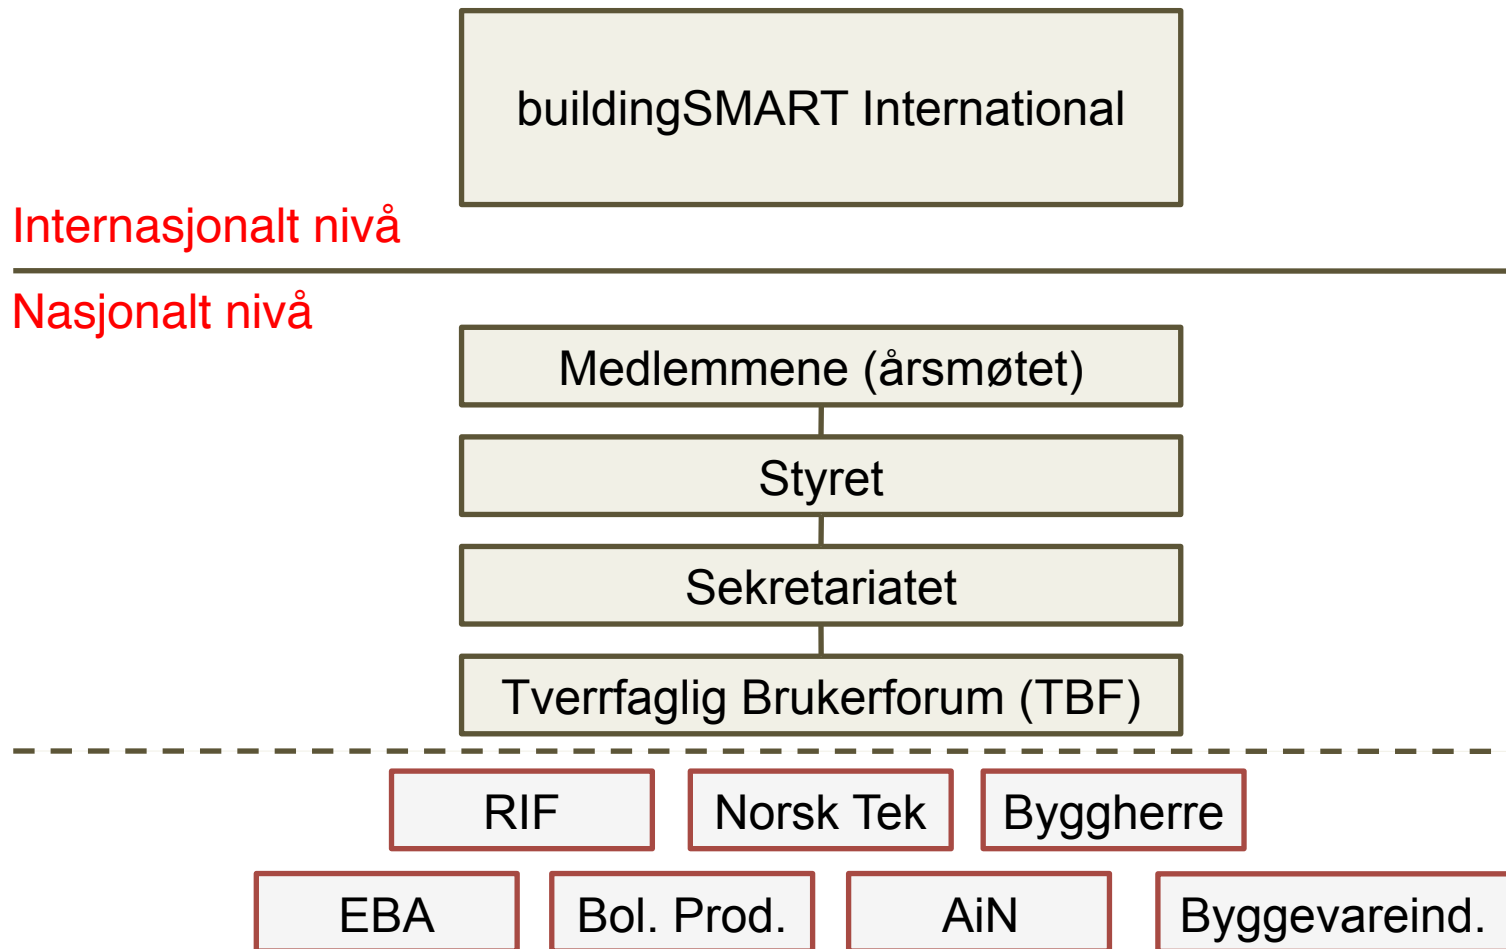 buildingSMART International
Internasjonalt nivå
Nasjonalt nivå
Medlemmene (årsmøtet)
Styret
Sekretariatet
Tverrfaglig Brukerforum (TBF)
RIF
Norsk Tek
Byggherre
EBA
Bol. Prod.
AiN
Byggevareind.